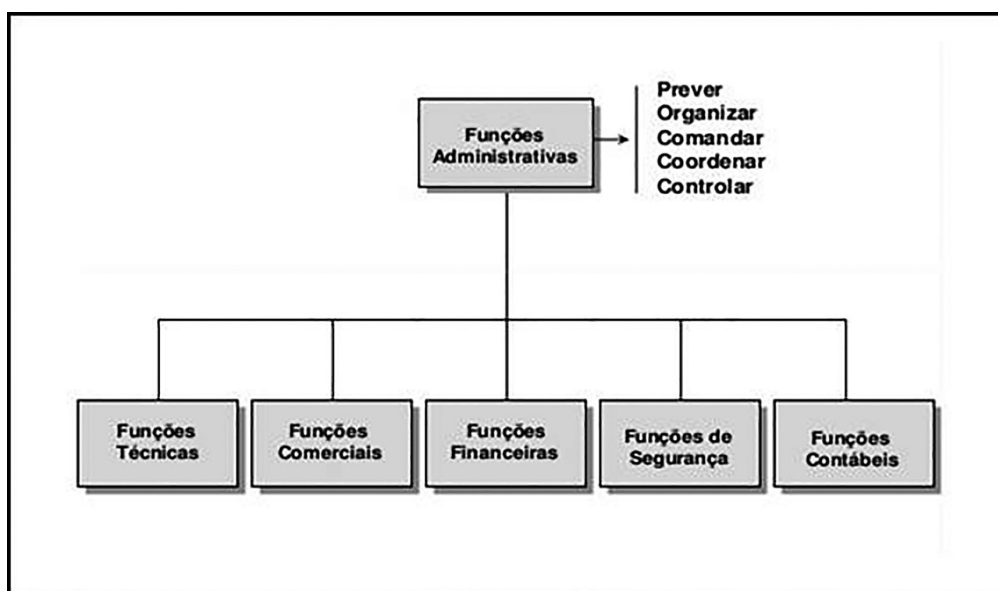 Funções
Administrativas
Prever
Organizar
Comandar
Coordenar
Controlar
Funções
Técnicas
Funções
Comerciais
Funções
Financeiras
Funções de
Segurança
Funções
Contábeis